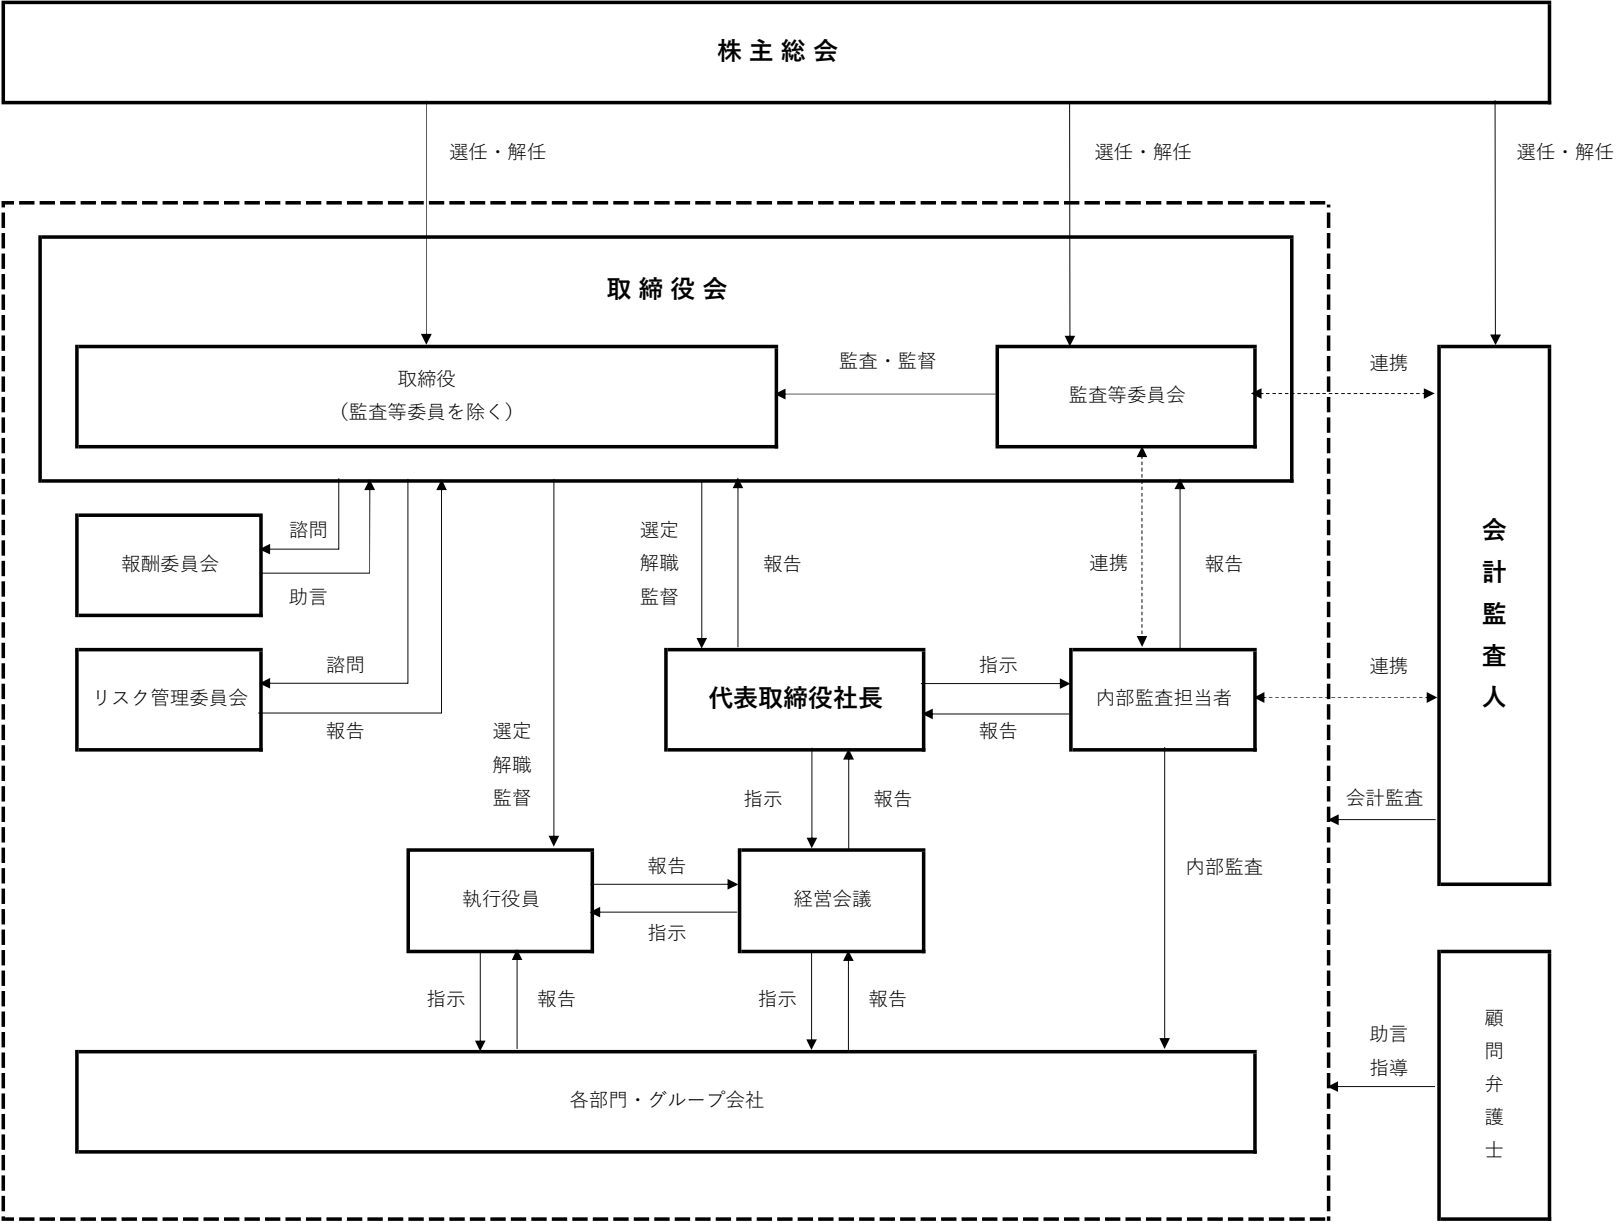 株主総会
選任・解任
選任・解任
選任・解任
取締役会
取締役
（監査等委員を除く）
監査・監督
監査等委員会
連携
会計監査人
諮問
報酬委員会
助言
選定
解職
監督
報告
連携
報告
諮問
リスク管理委員会
報告
選定
解職
監督
代表取締役社長
指示
報告
内部監査担当者
連携
指示
報告
会計監査
内部監査
執行役員
報告
指示
経営会議
指示
報告
指示
報告
各部門・グループ会社
助言
指導
顧問弁護士